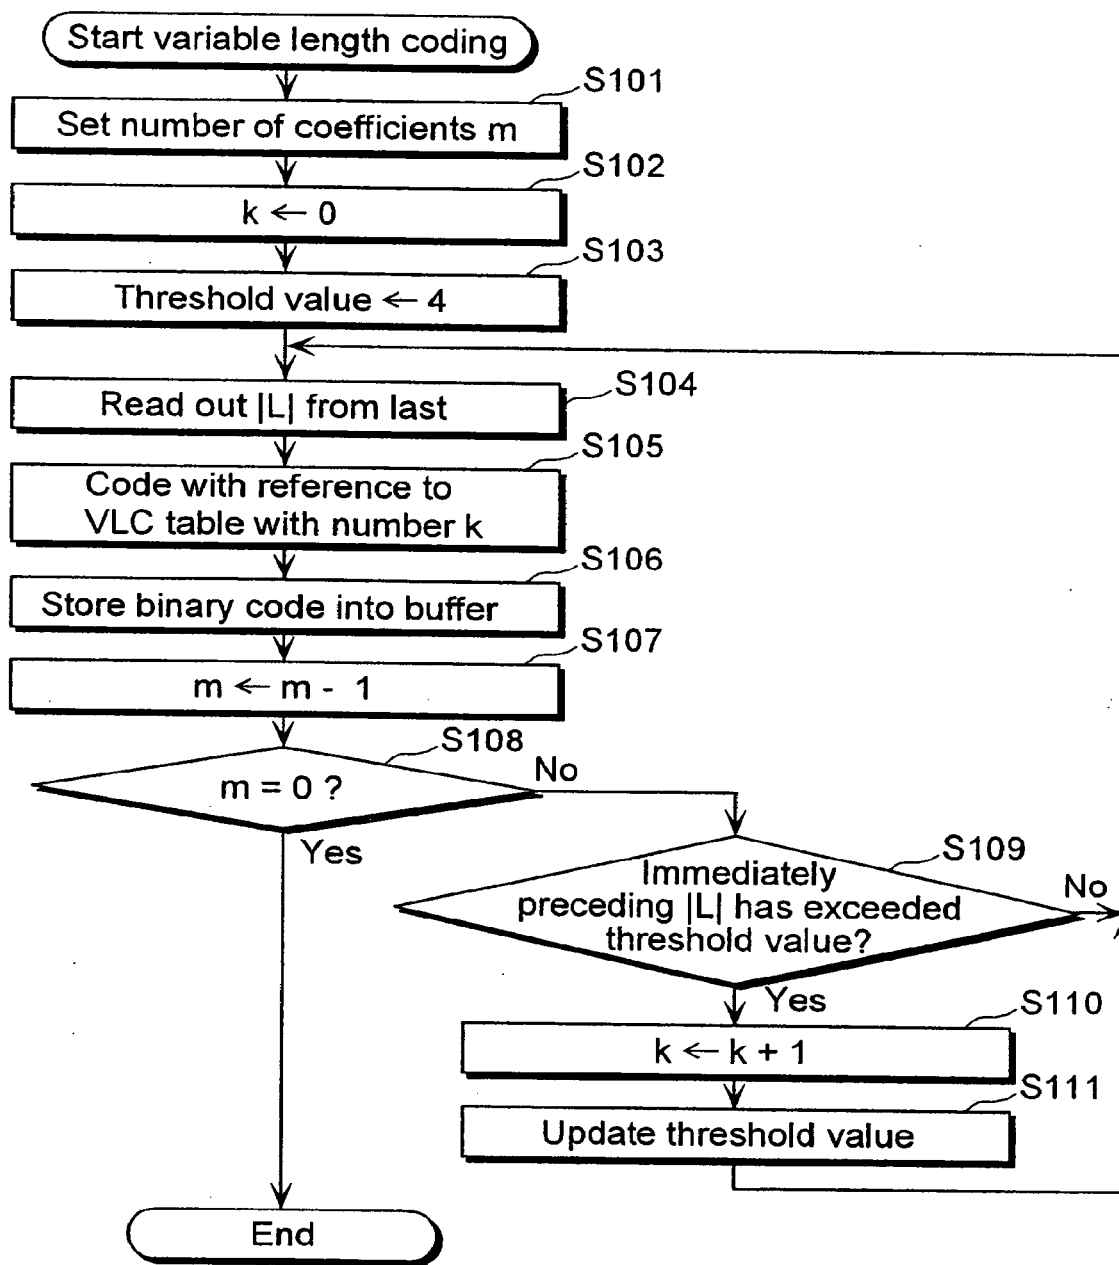 Start variable length coding
S101
Set number of coefficients m
S102
k ← 0
S103
Threshold value ← 4
S104
Read out |L| from last
S105
Code with reference to
VLC table with number k
S106
Store binary code into buffer
S107
m ← m - 1
S108
m = 0 ?
No
Yes
S109
Immediately
preceding |L| has exceeded
threshold value?
No
Yes
S110
k ← k + 1
S111
Update threshold value
End